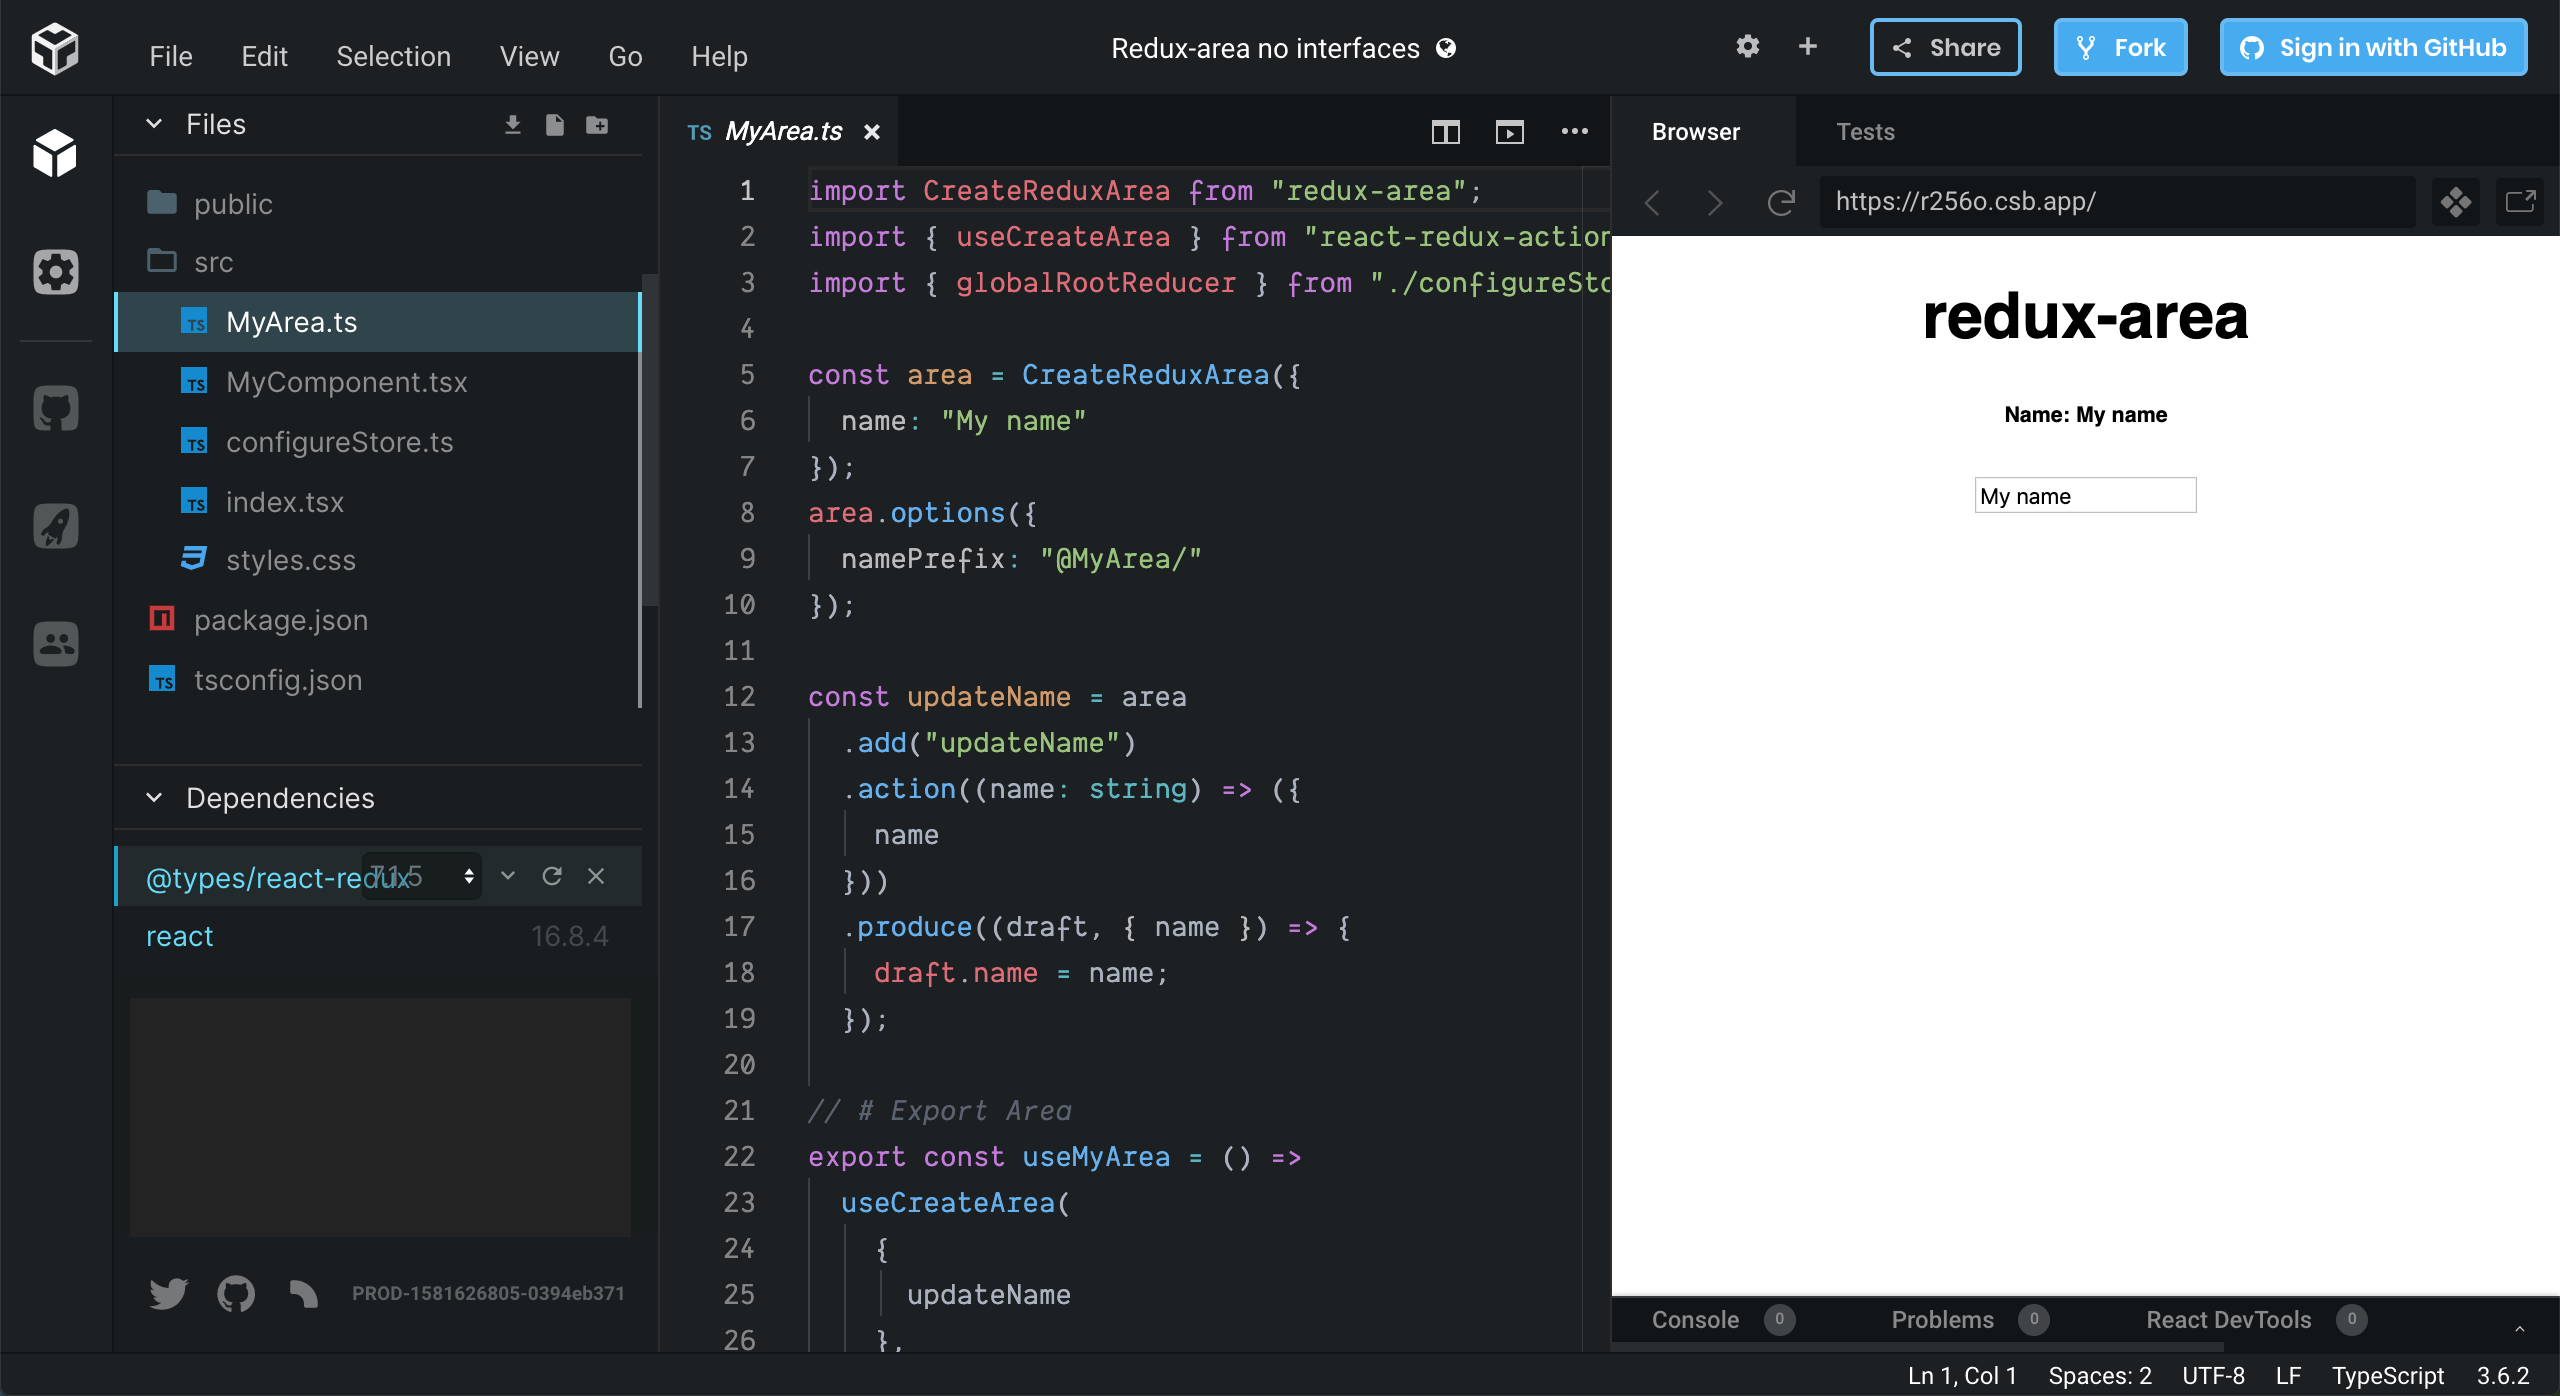 File Edit Selection View Go Help
Redux-area no interfaces
Share
Fork
Sign in with GitHub
Files
public
src
TS MyArea.ts
TS MyComponent.tsx
TS configureStore.ts
TS index.tsx
styles.css
package.json
TS tsconfig.json
Dependencies
@types/react-redux 7.1.5
react 16.8.4
PROD-1581626805-0394eb371
TS MyArea.ts
1 import CreateReduxArea from "redux-area";
2 import { useCreateArea } from "react-redux-action
3 import { globalRootReducer } from "./configureSto
4
5 const area = CreateReduxArea({
6 name: "My name"
7 });
8 area.options({
9 namePrefix: "@MyArea/"
10 });
11
12 const updateName = area
13 .add("updateName")
14 .action((name: string) => ({
15 name
16 }))
17 .produce((draft, { name }) => {
18 draft.name = name;
19 });
20
21 // # Export Area
22 export const useMyArea = () =>
23 useCreateArea(
24 {
25 updateName
26 },
Browser Tests
https://r256o.csb.app/
redux-area
Name: My name
My name
Console 0 Problems 0 React DevTools 0
Ln 1, Col 1 Spaces: 2 UTF-8 LF TypeScript 3.6.2